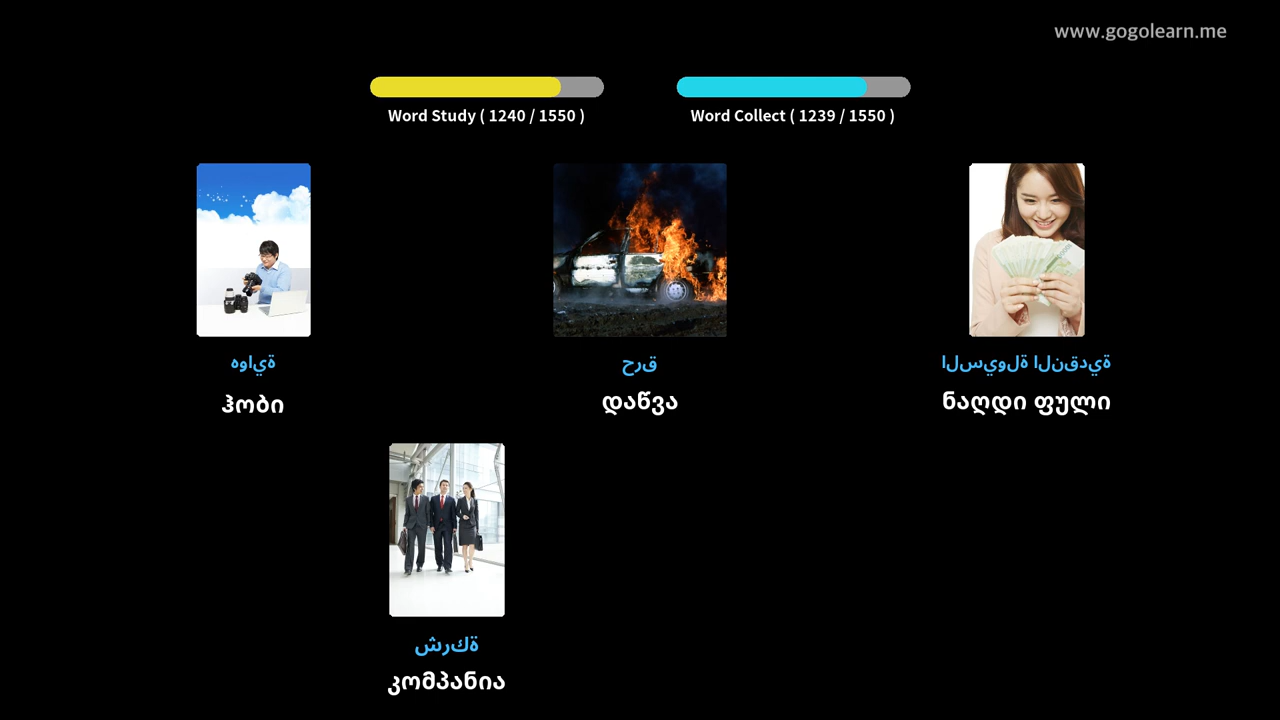 www.gogolearn.me
Word Study ( 1240 / 1550 )
Word Collect ( 1239 / 1550 )
هواية
ჰობი
حرق
დაწვა
السيولة النقدية
ნაღდი ფული
شركة
კომპანია